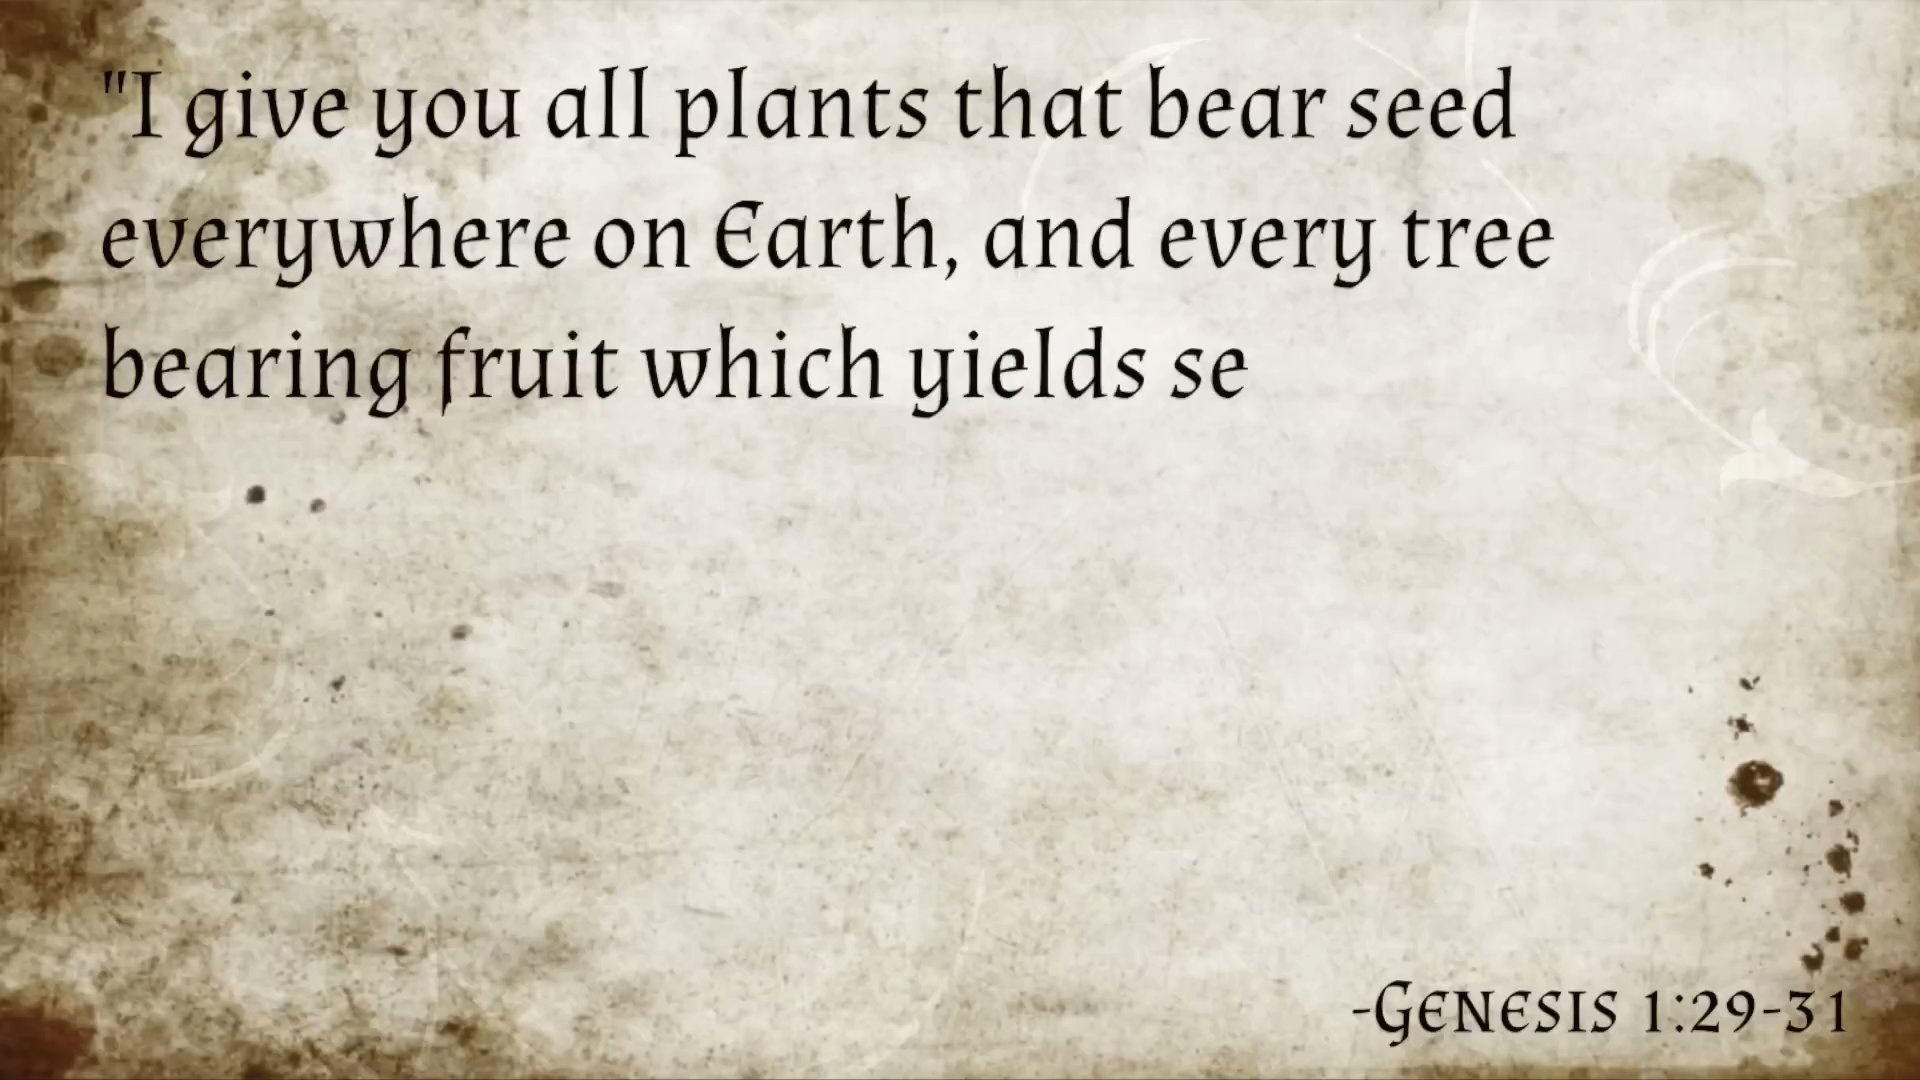 "I give you all plants that bear seed
everywhere on Earth, and every tree
bearing fruit which yields se
-Genesis 1:29-31